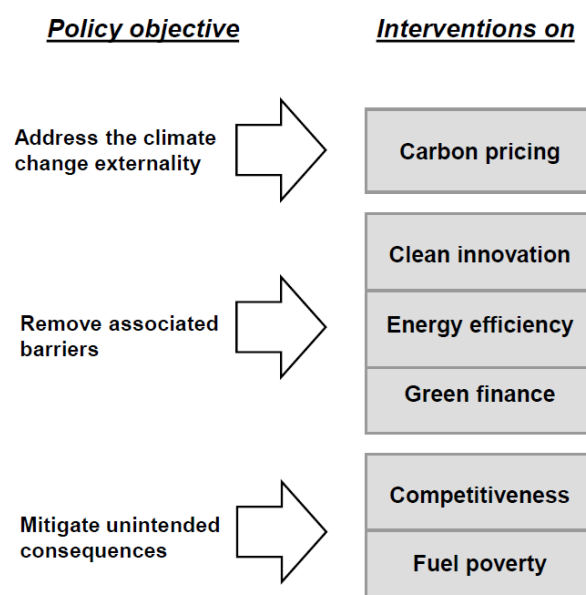 Policy objective
Interventions on
Address the climate
change externality
Carbon pricing
Remove associated
barriers
Clean innovation
Energy efficiency
Green finance
Mitigate unintended
consequences
Competitiveness
Fuel poverty